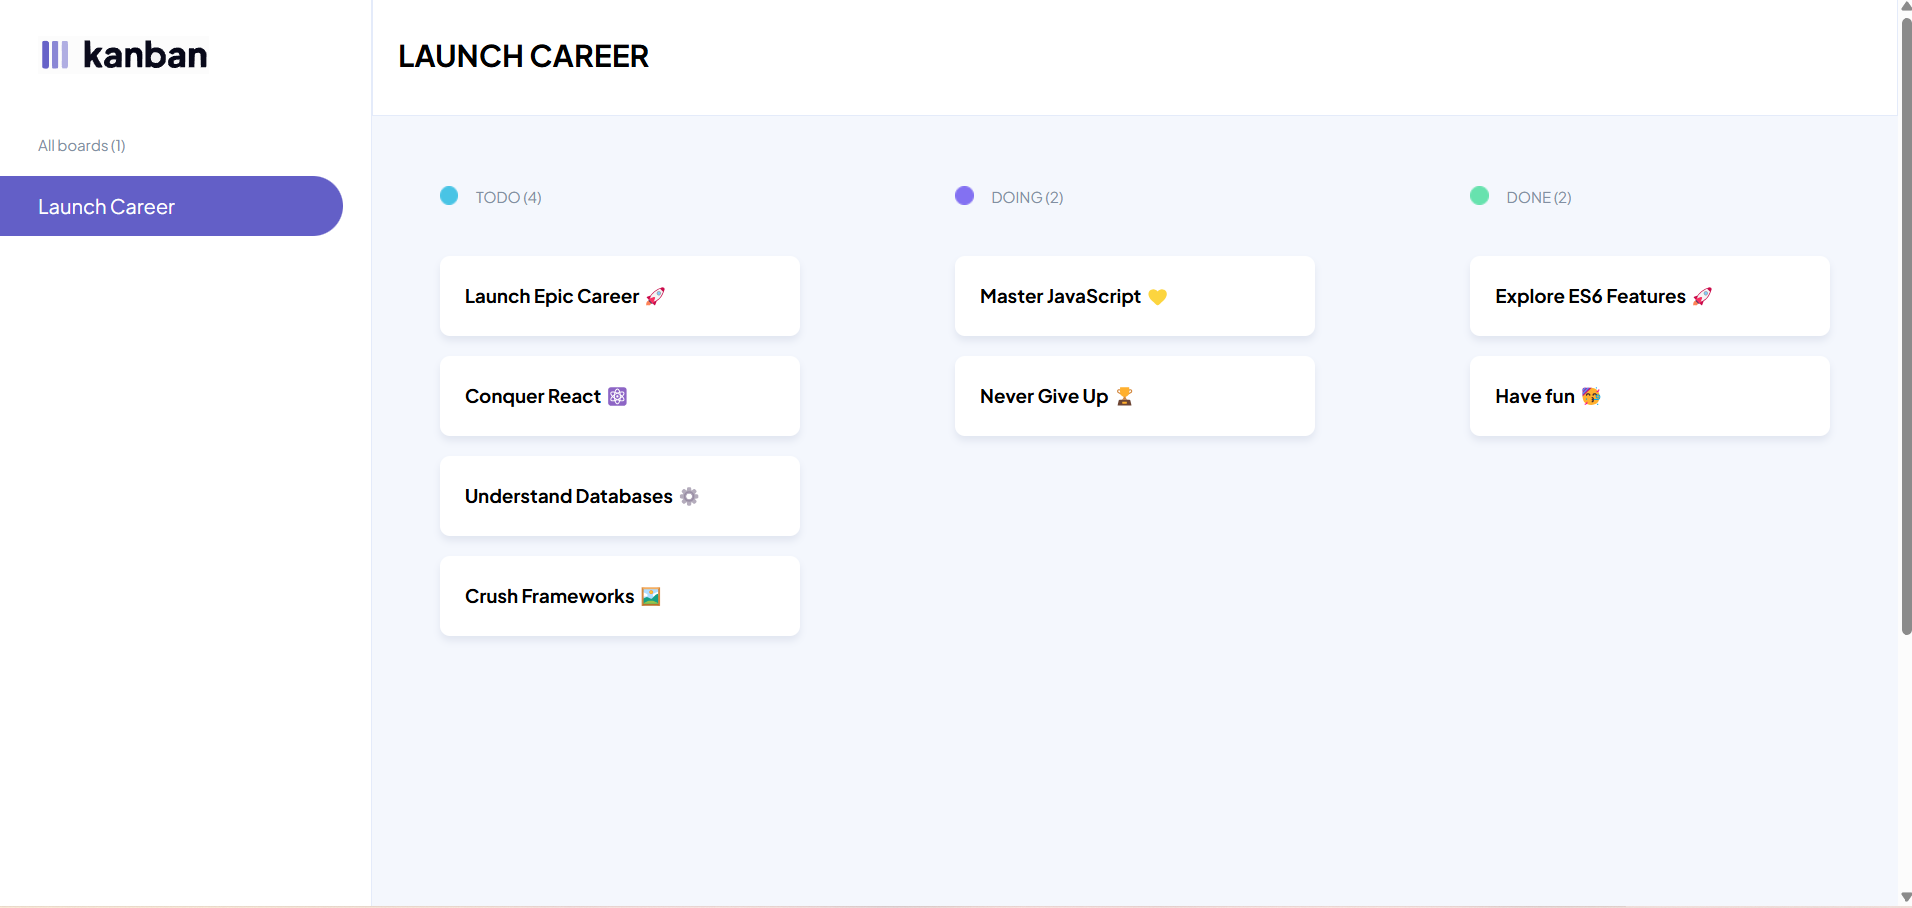 kanban
All boards (1)
Launch Career
LAUNCH CAREER
TODO (4)
Launch Epic Career 🚀
Conquer React ⚛️
Understand Databases ⚙️
Crush Frameworks 🖼️
DOING (2)
Master JavaScript 💛
Never Give Up 🏆
DONE (2)
Explore ES6 Features 🚀
Have fun 🥳